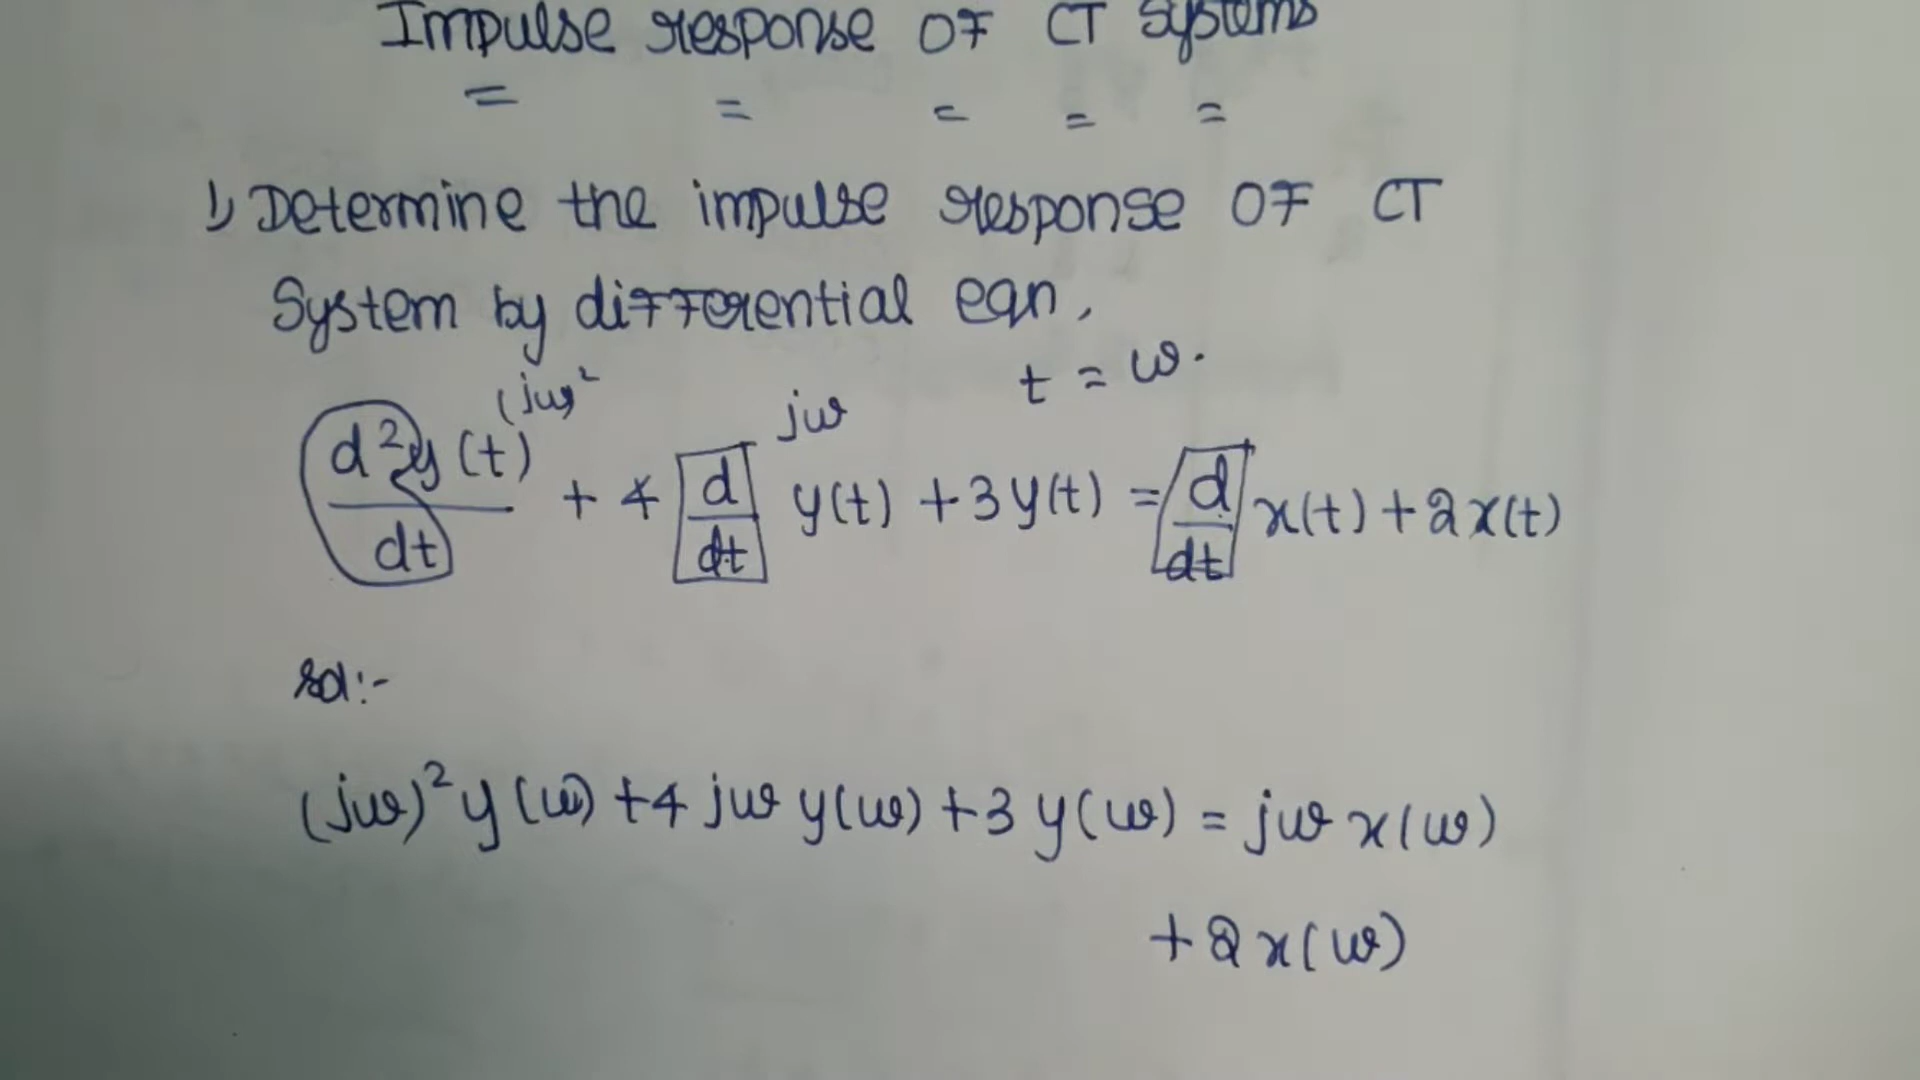 Impulse response OF CT systems
1) Determine the impulse response OF CT
System by differential eqn,
t = ω.
(jω)² jω
d²y(t)/dt + 4 d/dt y(t) + 3y(t) = d/dt x(t) + 2x(t)
Sol:-
(jω)² y(ω) + 4 jω y(ω) + 3 y(ω) = jω x(ω)
+ 2x(ω)